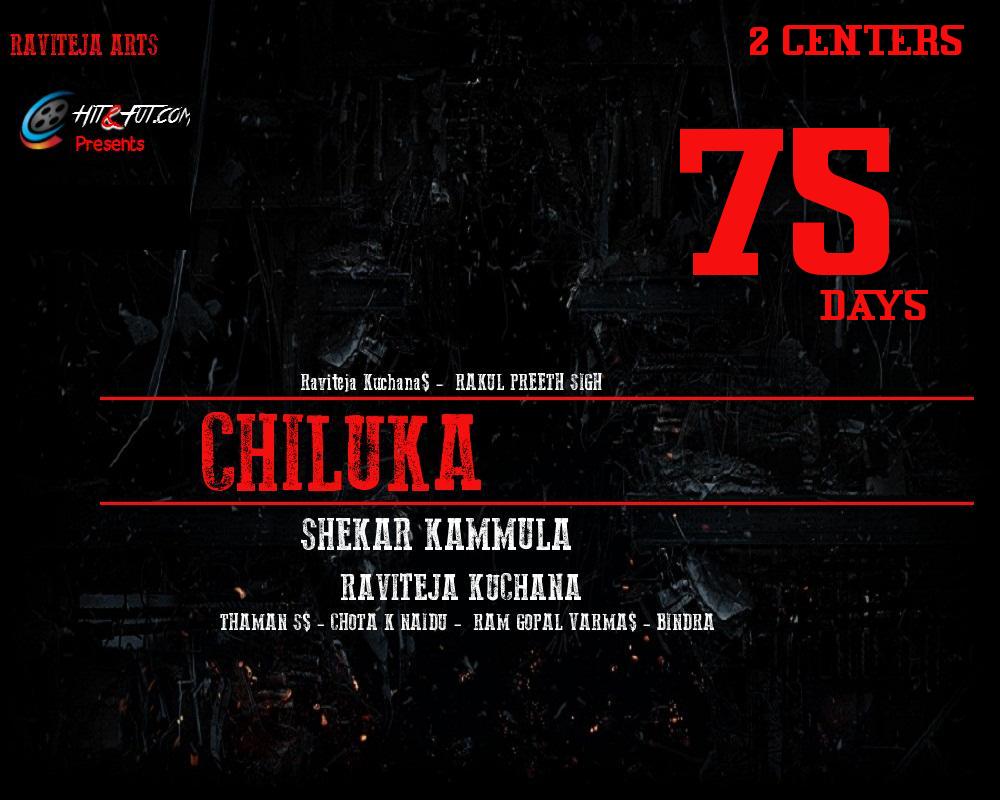 RAVITEJA ARTS
2 CENTERS
HIT&FUT.COM
Presents
75
DAYS
Raviteja Kuchana$ - RAKUL PREETH SIGH
CHILUKA
SHEKAR KAMMULA
RAVITEJA KUCHANA
THAMAN S$ - CHOTA K NAIDU - RAM GOPAL VARMA$ - BINDRA